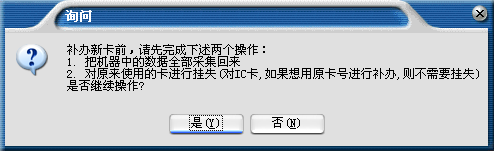 询问
补办新卡前，请先完成下述两个操作：
1. 把机器中的数据全部采集回来
2. 对原来使用的卡进行挂失(对IC卡,如果想用原卡号进行补办,则不需要挂失)
是否继续操作?
是(Y) 否(N)